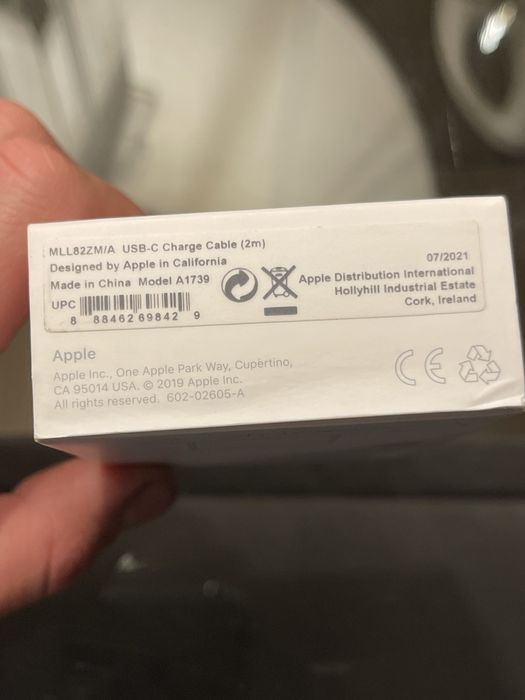 MLL82ZM/A USB-C Charge Cable (2m)
Designed by Apple in California
Made in China Model A1739
UPC
8 88462 69842 9
07/2021
Apple Distribution International
Hollyhill Industrial Estate
Cork, Ireland
Apple
Apple Inc., One Apple Park Way, Cupertino,
CA 95014 USA. © 2019 Apple Inc.
All rights reserved. 602-02605-A
CE